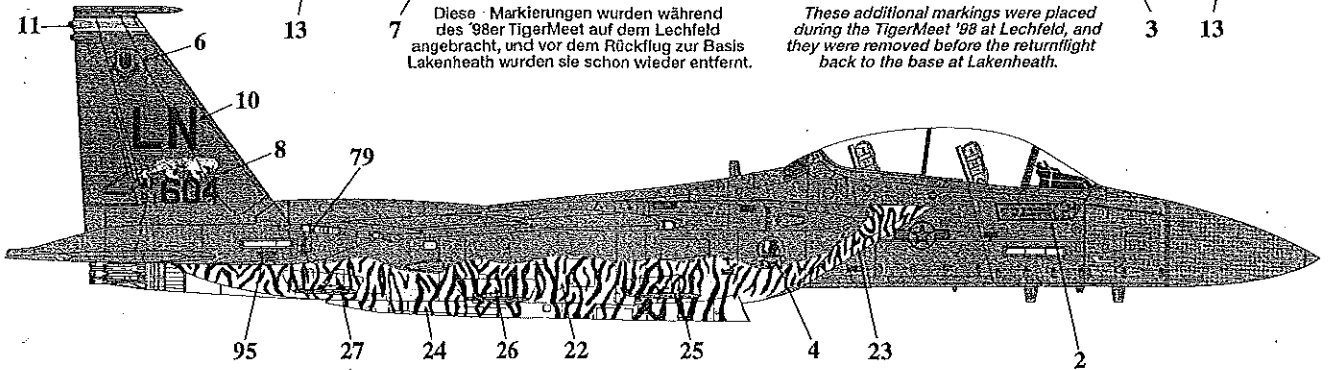 11
6
13
7
Diese Markierungen wurden während
des '98er TigerMeet auf dem Lechfeld
angebracht, und vor dem Rückflug zur Basis
Lakenheath wurden sie schon wieder entfernt.
These additional markings were placed
during the TigerMeet '98 at Lechfeld, and
they were removed before the returnflight
back to the base at Lakenheath.
3
13
10
LN
8
79
604
95
27
24
26
22
25
4
23
2